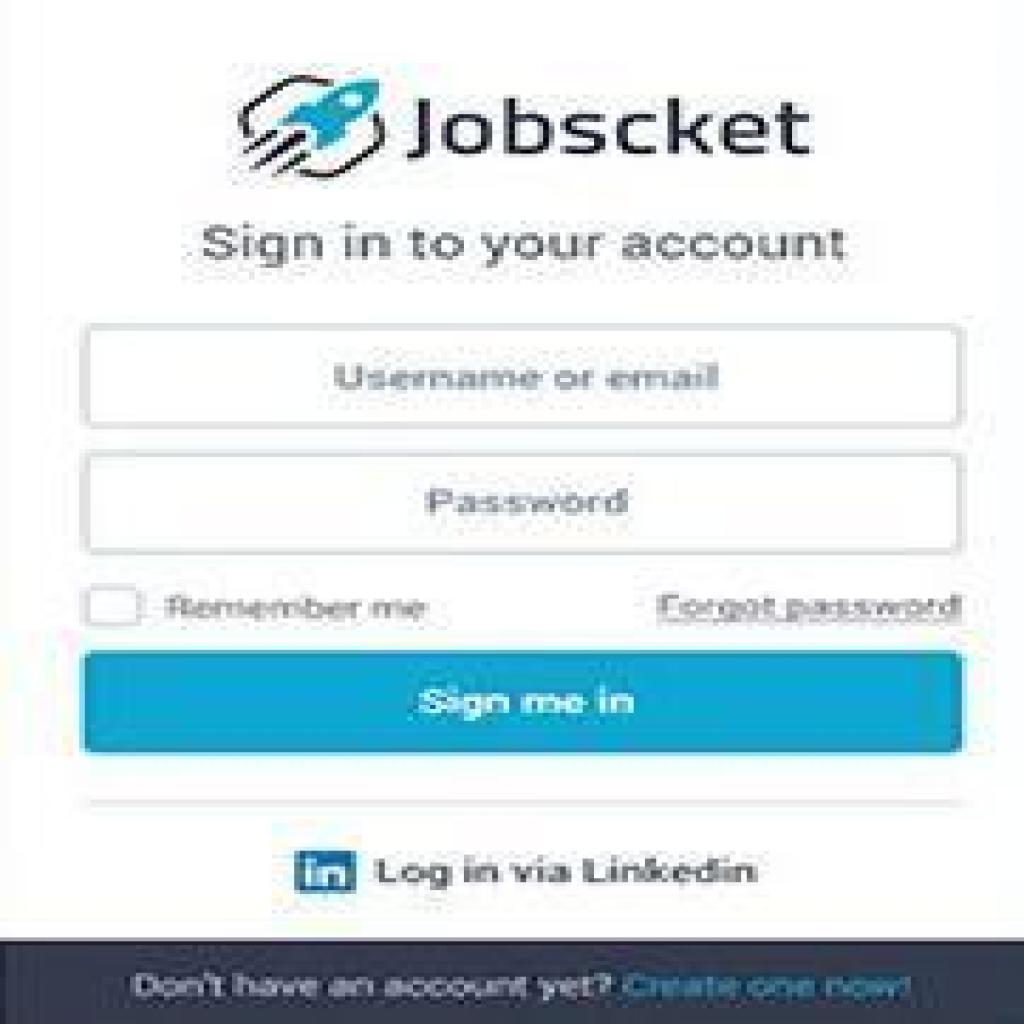 Jobscket
Sign in to your account
Username or email
Password
Remember me Forgot password
Sign me in
in Log in via Linkedin
Don't have an account yet? Create one now!